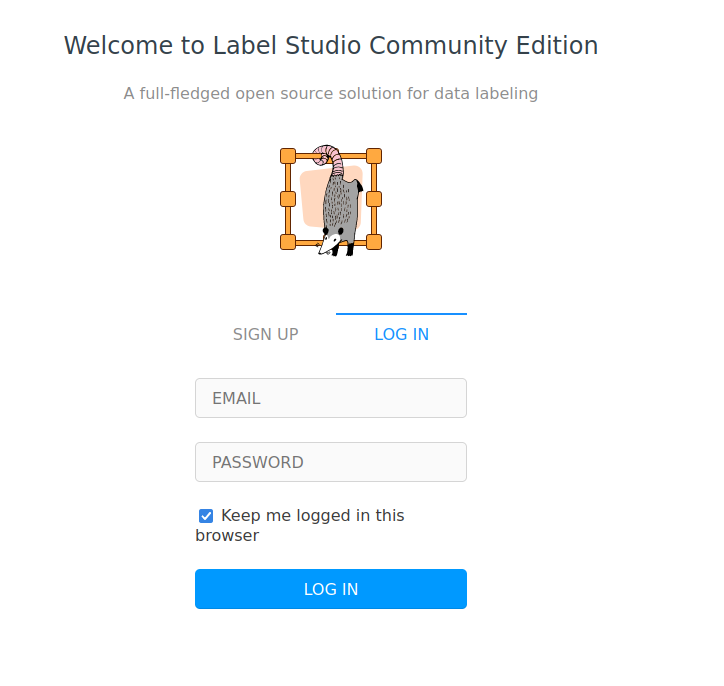 Welcome to Label Studio Community Edition
A full-fledged open source solution for data labeling
SIGN UP
LOG IN
EMAIL
PASSWORD
Keep me logged in this
browser
LOG IN